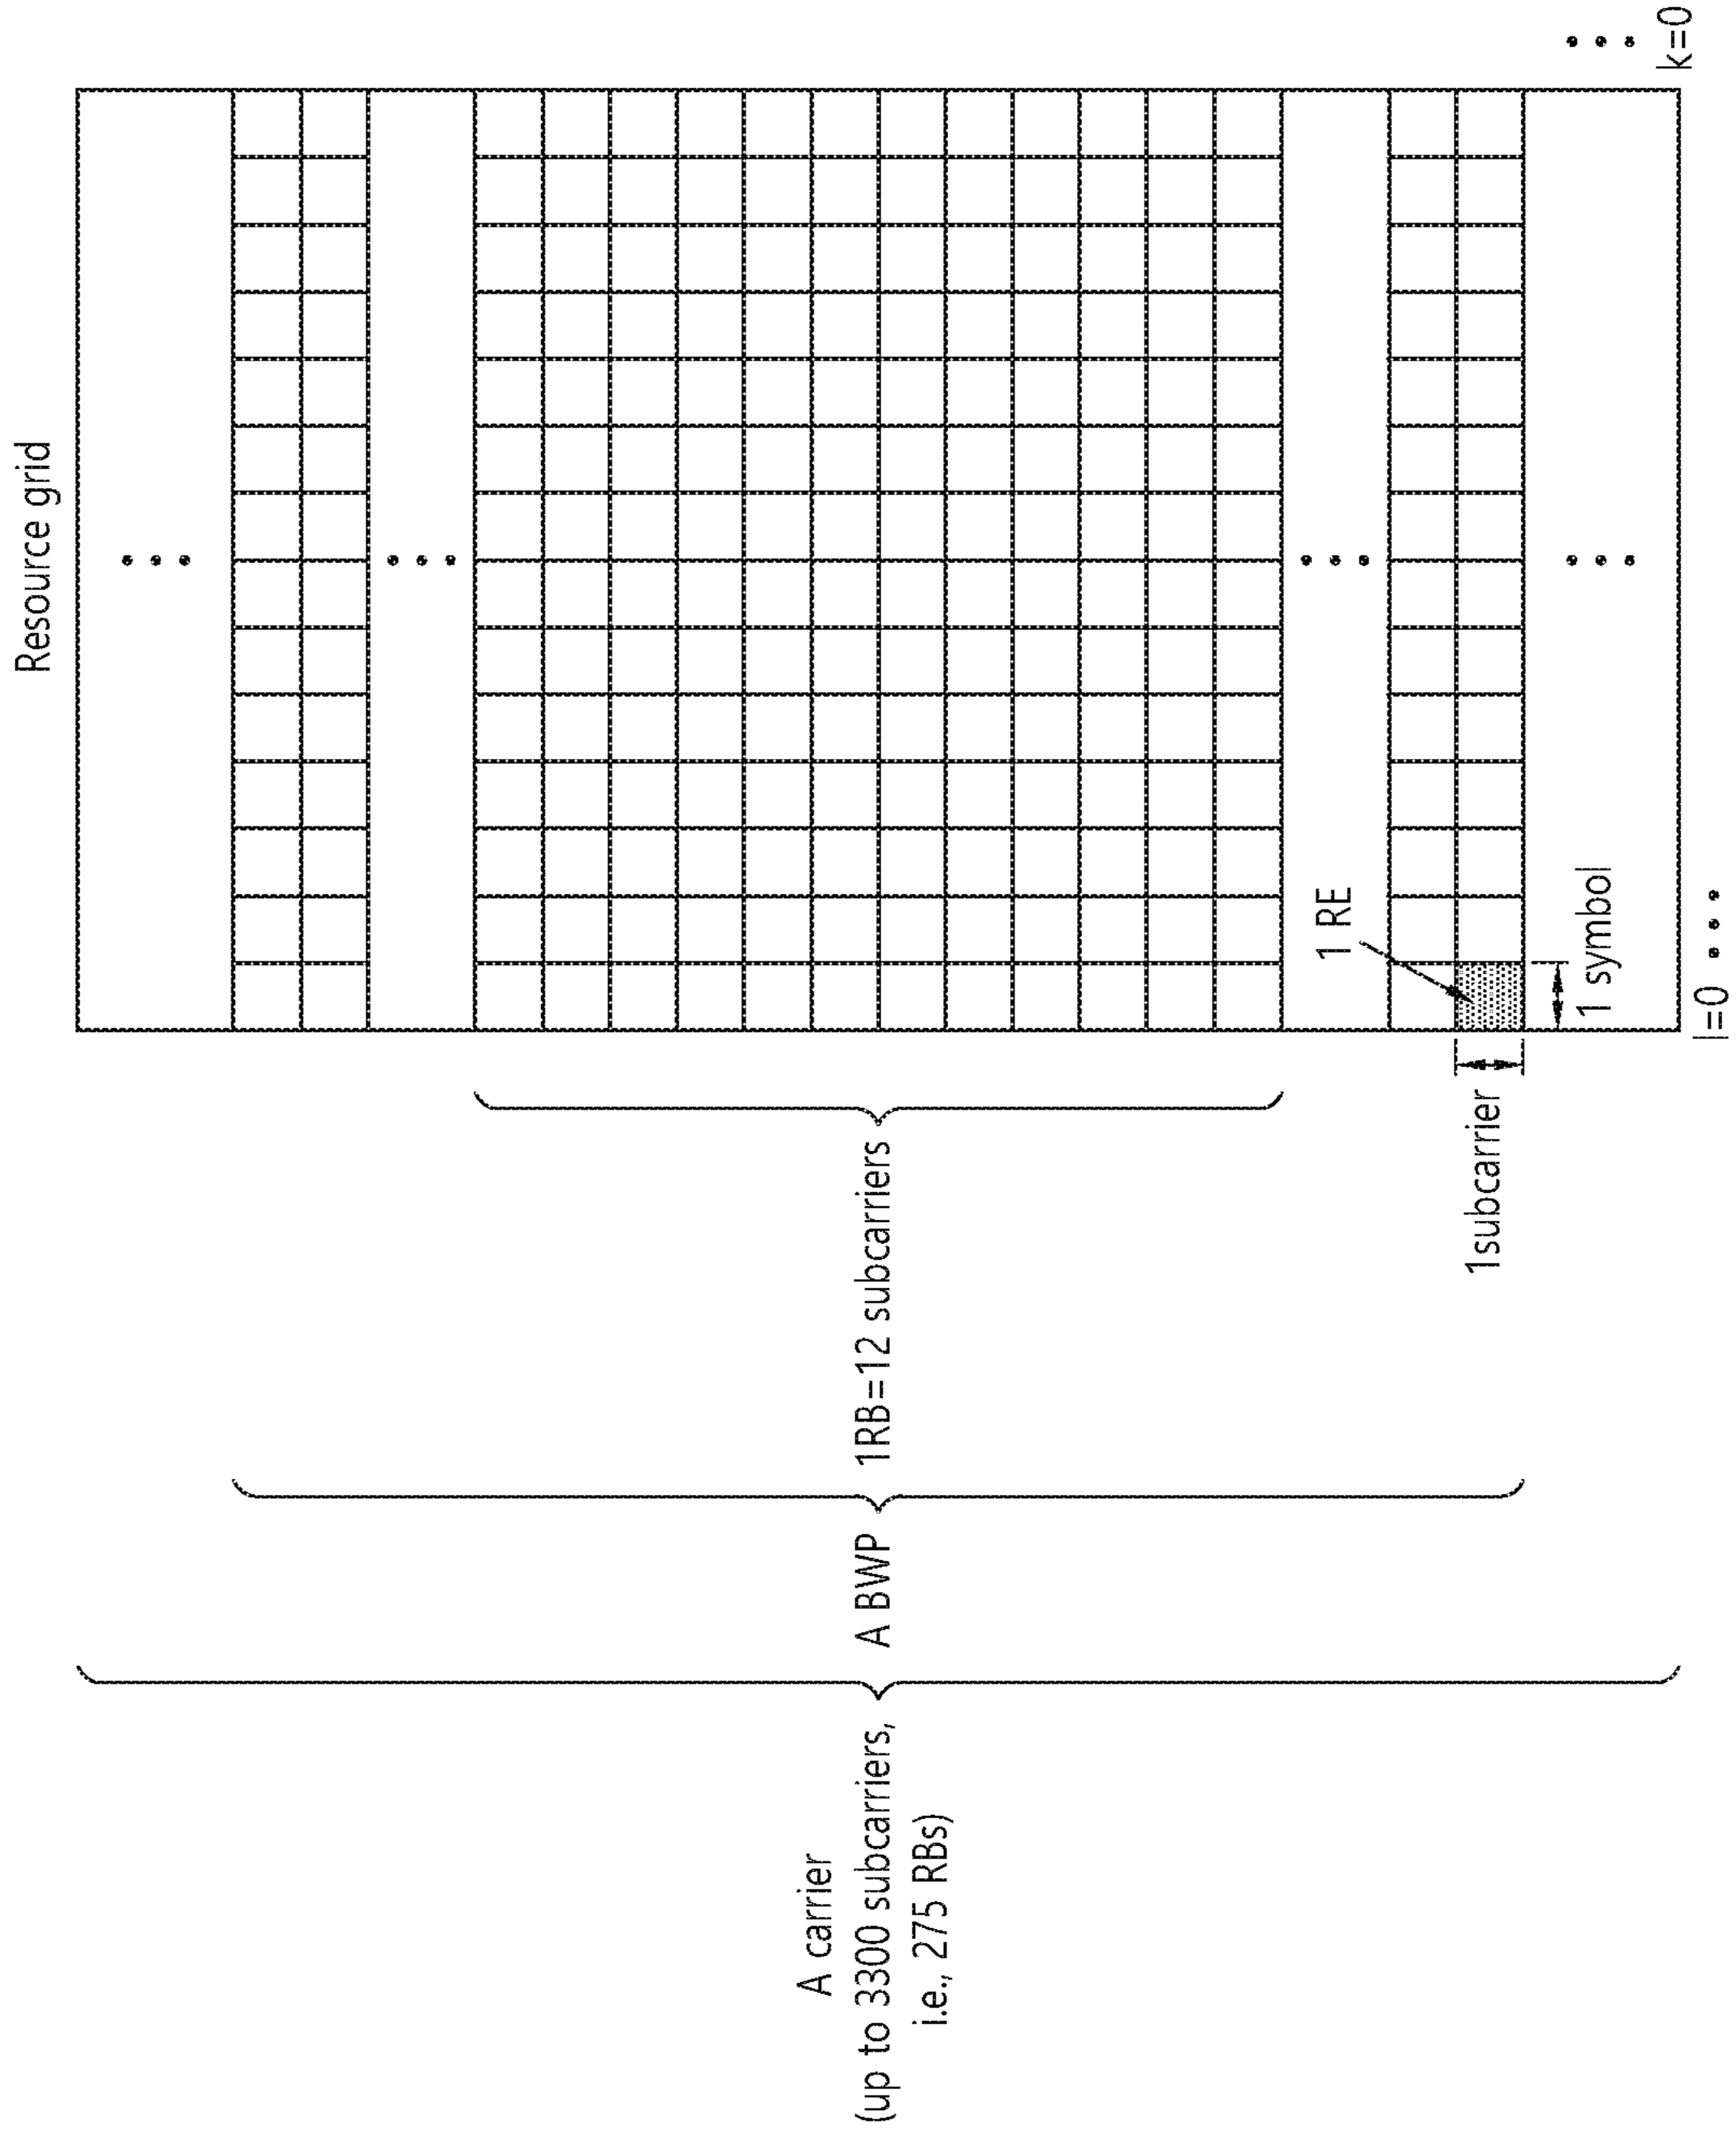 Resource grid
k=0
1 RE
1 symbol
l=0
1subcarrier
1RB=12 subcarriers
A BWP
A carrier
(up to 3300 subcarriers,
i.e., 275 RBs)